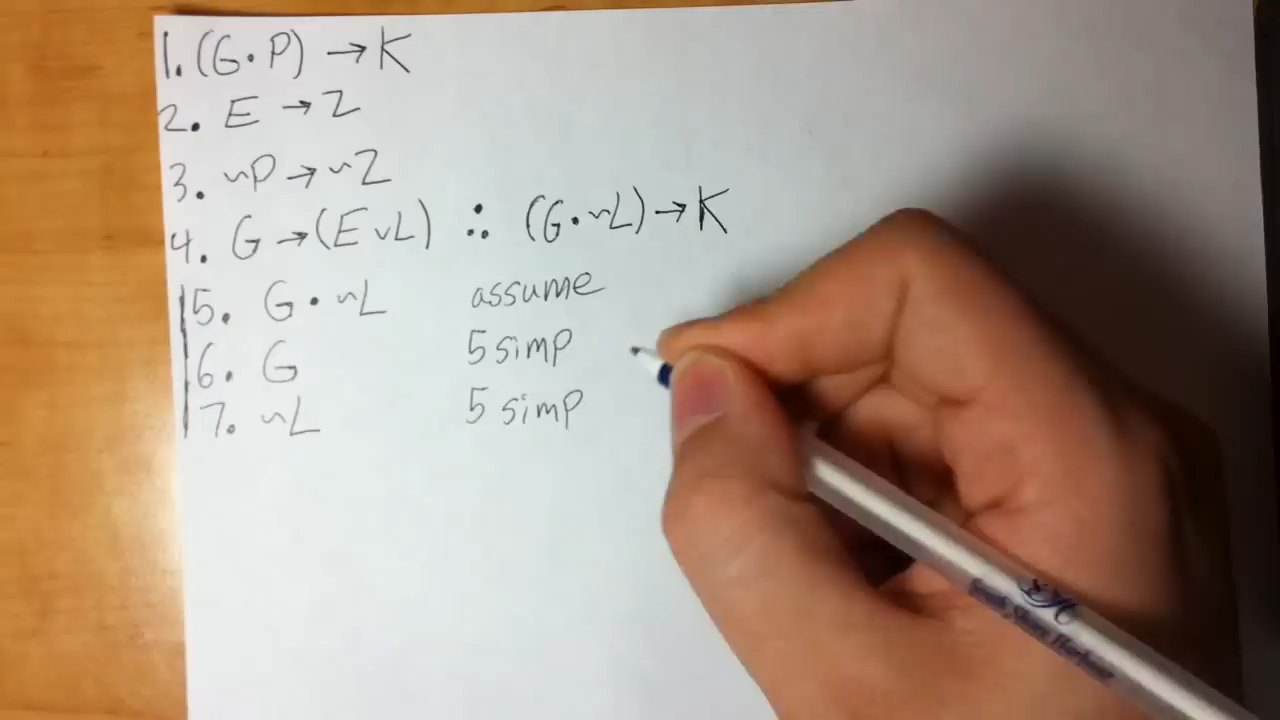 1. (G • P) → K
2. E → Z
3. ~P → ~Z
4. G → (E v L) ∴ (G • ~L) → K
5. G • ~L assume
6. G 5 simp
7. ~L 5 simp